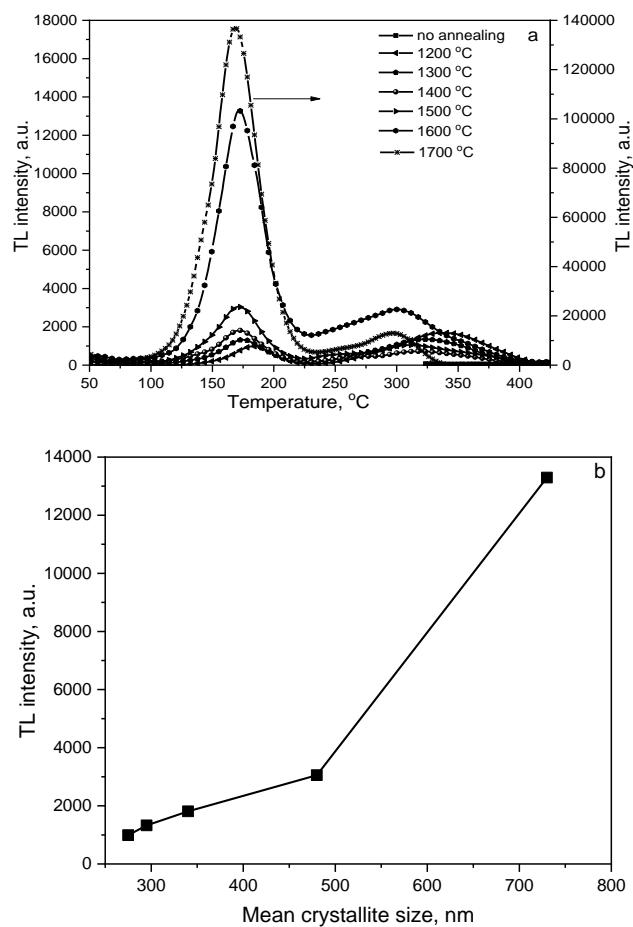 a
no annealing
1200 °C
1300 °C
1400 °C
1500 °C
1600 °C
1700 °C
18000
16000
14000
12000
10000
8000
6000
4000
2000
0
TL intensity, a.u.
140000
120000
100000
80000
60000
40000
20000
0
TL intensity, a.u.
50 100 150 200 250 300 350 400
Temperature, °C
b
14000
12000
10000
8000
6000
4000
2000
0
TL intensity, a.u.
300 400 500 600 700 800
Mean crystallite size, nm